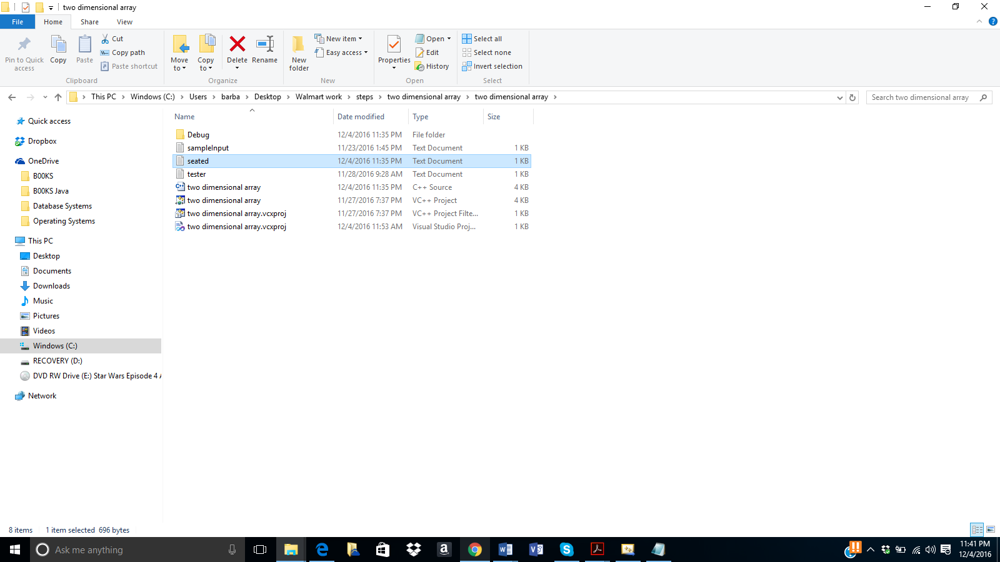 two dimensional array
File Home Share View
Pin to Quick access
Copy
Paste
Cut
Copy path
Paste shortcut
Clipboard
Move to
Copy to
Delete
Rename
Organize
New folder
New item
Easy access
New
Properties
Open
Edit
History
Open
Select all
Select none
Invert selection
Select
This PC > Windows (C:) > Users > barba > Desktop > Walmart work > steps > two dimensional array > two dimensional array >
Search two dimensional array
Quick access
Dropbox
OneDrive
B00KS
B00KS Java
Database Systems
Operating Systems
This PC
Desktop
Documents
Downloads
Music
Pictures
Videos
Windows (C:)
RECOVERY (D:)
DVD RW Drive (E:) Star Wars Episode 4 A
Network
Name Date modified Type Size
Debug 12/4/2016 11:35 PM File folder
sampleInput 11/23/2016 1:45 PM Text Document 1 KB
seated 12/4/2016 11:35 PM Text Document 1 KB
tester 11/28/2016 9:28 AM Text Document 1 KB
two dimensional array 12/4/2016 11:35 PM C++ Source 4 KB
two dimensional array 11/27/2016 7:37 PM VC++ Project 4 KB
two dimensional array.vcxproj 11/27/2016 7:37 PM VC++ Project Filte... 1 KB
two dimensional array.vcxproj 12/4/2016 11:53 AM Visual Studio Proj... 1 KB
8 items 1 item selected 696 bytes
Ask me anything
11:41 PM
12/4/2016